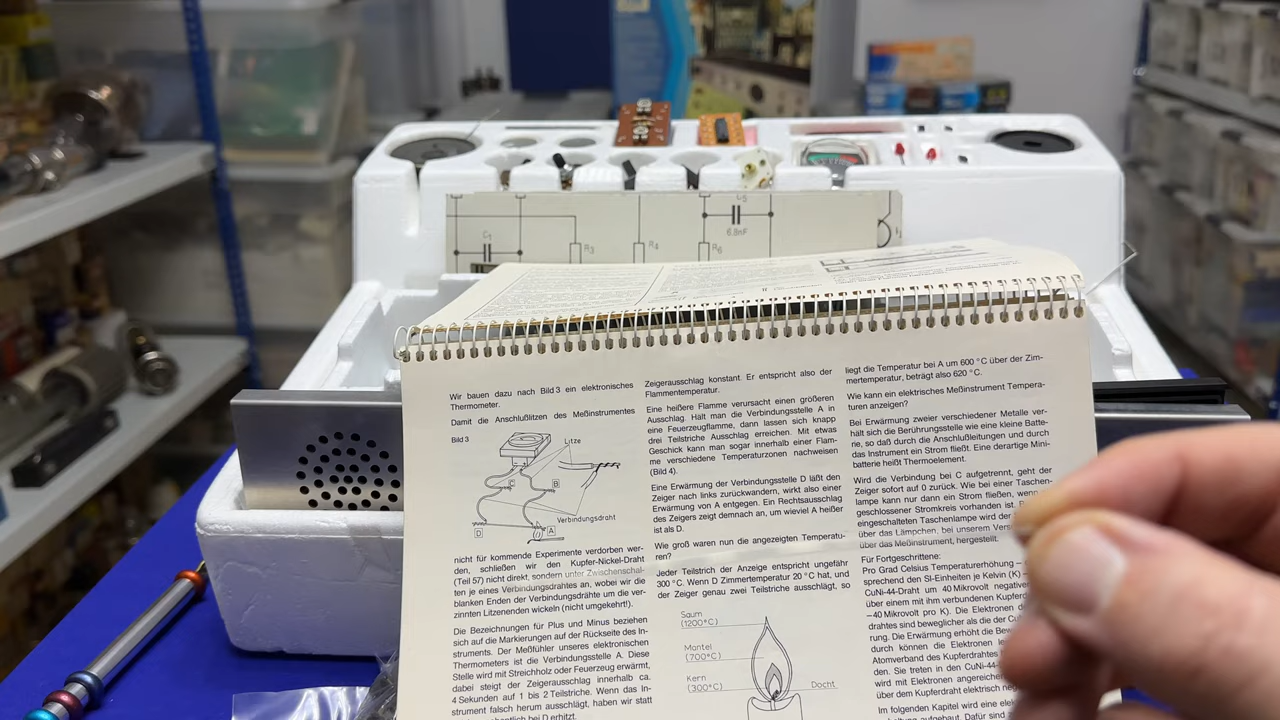 C₁
R₃
R₄
C₅
6.8nF
R₆
Wir bauen dazu nach Bild 3 ein elektronisches
Thermometer.
Damit die Anschlußlitzen des Meßinstrumentes
Bild 3
Litze
C
B
D
A
Verbindungsdraht
nicht für kommende Experimente verdorben wer-
den, schließen wir den Kupfer-Nickel-Draht
(Teil 57) nicht direkt, sondern unter Zwischenschal-
ten je eines Verbindungsdrahtes an, wobei wir die
blanken Enden der Verbindungsdrähte um die ver-
zinnten Litzenenden wickeln (nicht umgekehrt!).
Die Bezeichnungen für Plus und Minus beziehen
sich auf die Markierungen auf der Rückseite des In-
struments. Der Meßfühler unseres elektronischen
Thermometers ist die Verbindungsstelle A. Diese
Stelle wird mit Streichholz oder Feuerzeug erwärmt,
dabei steigt der Zeigerausschlag innerhalb ca.
4 Sekunden auf 1 bis 2 Teilstriche. Wenn das In-
strument falsch herum ausschlägt, haben wir statt
bei D erhitzt.
Zeigerausschlag konstant. Er entspricht also der
Flammentemperatur.
Eine heißere Flamme verursacht einen größeren
Ausschlag. Hält man die Verbindungsstelle A in
eine Feuerzeugflamme, dann lassen sich knapp
drei Teilstriche Ausschlag erreichen. Mit etwas
Geschick kann man sogar innerhalb einer Flam-
me verschiedene Temperaturzonen nachweisen
(Bild 4).
Eine Erwärmung der Verbindungsstelle D läßt den
Zeiger nach links zurückwandern, wirkt also einer
Erwärmung von A entgegen. Ein Rechtsausschlag
des Zeigers zeigt demnach an, um wieviel A heißer
ist als D.
Wie groß waren nun die angezeigten Temperatu-
ren?
Jeder Teilstrich der Anzeige entspricht ungefähr
300 °C. Wenn D Zimmertemperatur 20 °C hat, und
der Zeiger genau zwei Teilstriche ausschlägt, so
Saum
(1200°C)
Mantel
(700°C)
Kern
(300°C)
Docht
liegt die Temperatur bei A um 600 °C über der Zim-
mertemperatur, beträgt also 620 °C.
Wie kann ein elektrisches Meßinstrument Tempera-
turen anzeigen?
Bei Erwärmung zweier verschiedener Metalle ver-
hält sich die Berührungsstelle wie eine kleine Batte-
rie, so daß durch die Anschlußleitungen und durch
das Instrument ein Strom fließt. Eine derartige Mini-
batterie heißt Thermoelement.
Wird die Verbindung bei C aufgetrennt, geht der
Zeiger sofort auf 0 zurück. Wie bei einer Taschen-
lampe kann nur dann ein Strom fließen, wenn
geschlossener Stromkreis vorhanden ist.
eingeschalteten Taschenlampe wird der
über das Lämpchen, bei unserem
über das Meßinstrument, hergestellt.
Für Fortgeschrittene:
Pro Grad Celsius Temperaturerhöhung –
sprechend den SI-Einheiten je Kelvin (K) –
CuNi-44-Draht um 40 Mikrovolt
über einem mit ihm verbundenen
– 40 Mikrovolt pro K). Die Elektronen
drahtes sind beweglicher als die der
rung. Die Erwärmung erhöht die
durch können die Elektronen
Atomverband des Kupferdrahtes
den. Sie treten in den CuNi-44-
wird mit Elektronen
über dem Kupferdraht elektrisch
Im folgenden Kapitel wird eine
aufgebaut. Dafür sind